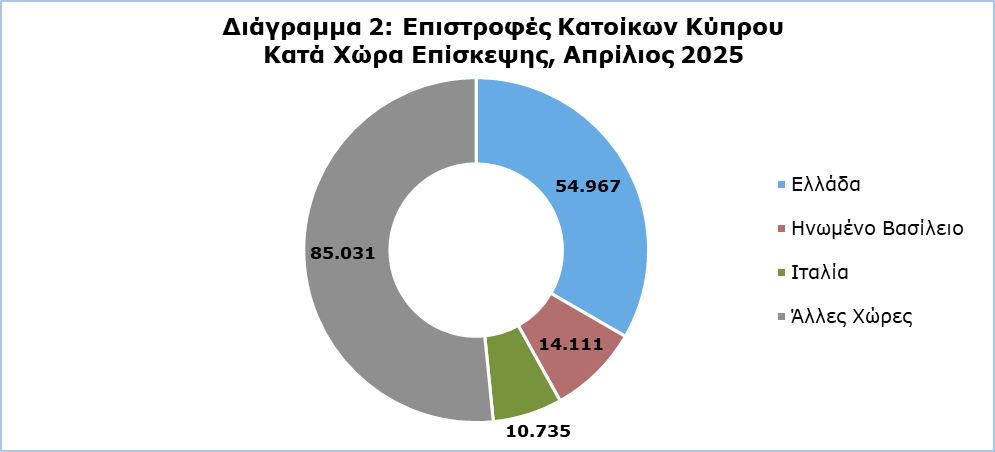 Διάγραμμα 2: Επιστροφές Κατοίκων Κύπρου
Κατά Χώρα Επίσκεψης, Απρίλιος 2025
54.967
14.111
10.735
85.031
Ελλάδα
Ηνωμένο Βασίλειο
Ιταλία
Άλλες Χώρες